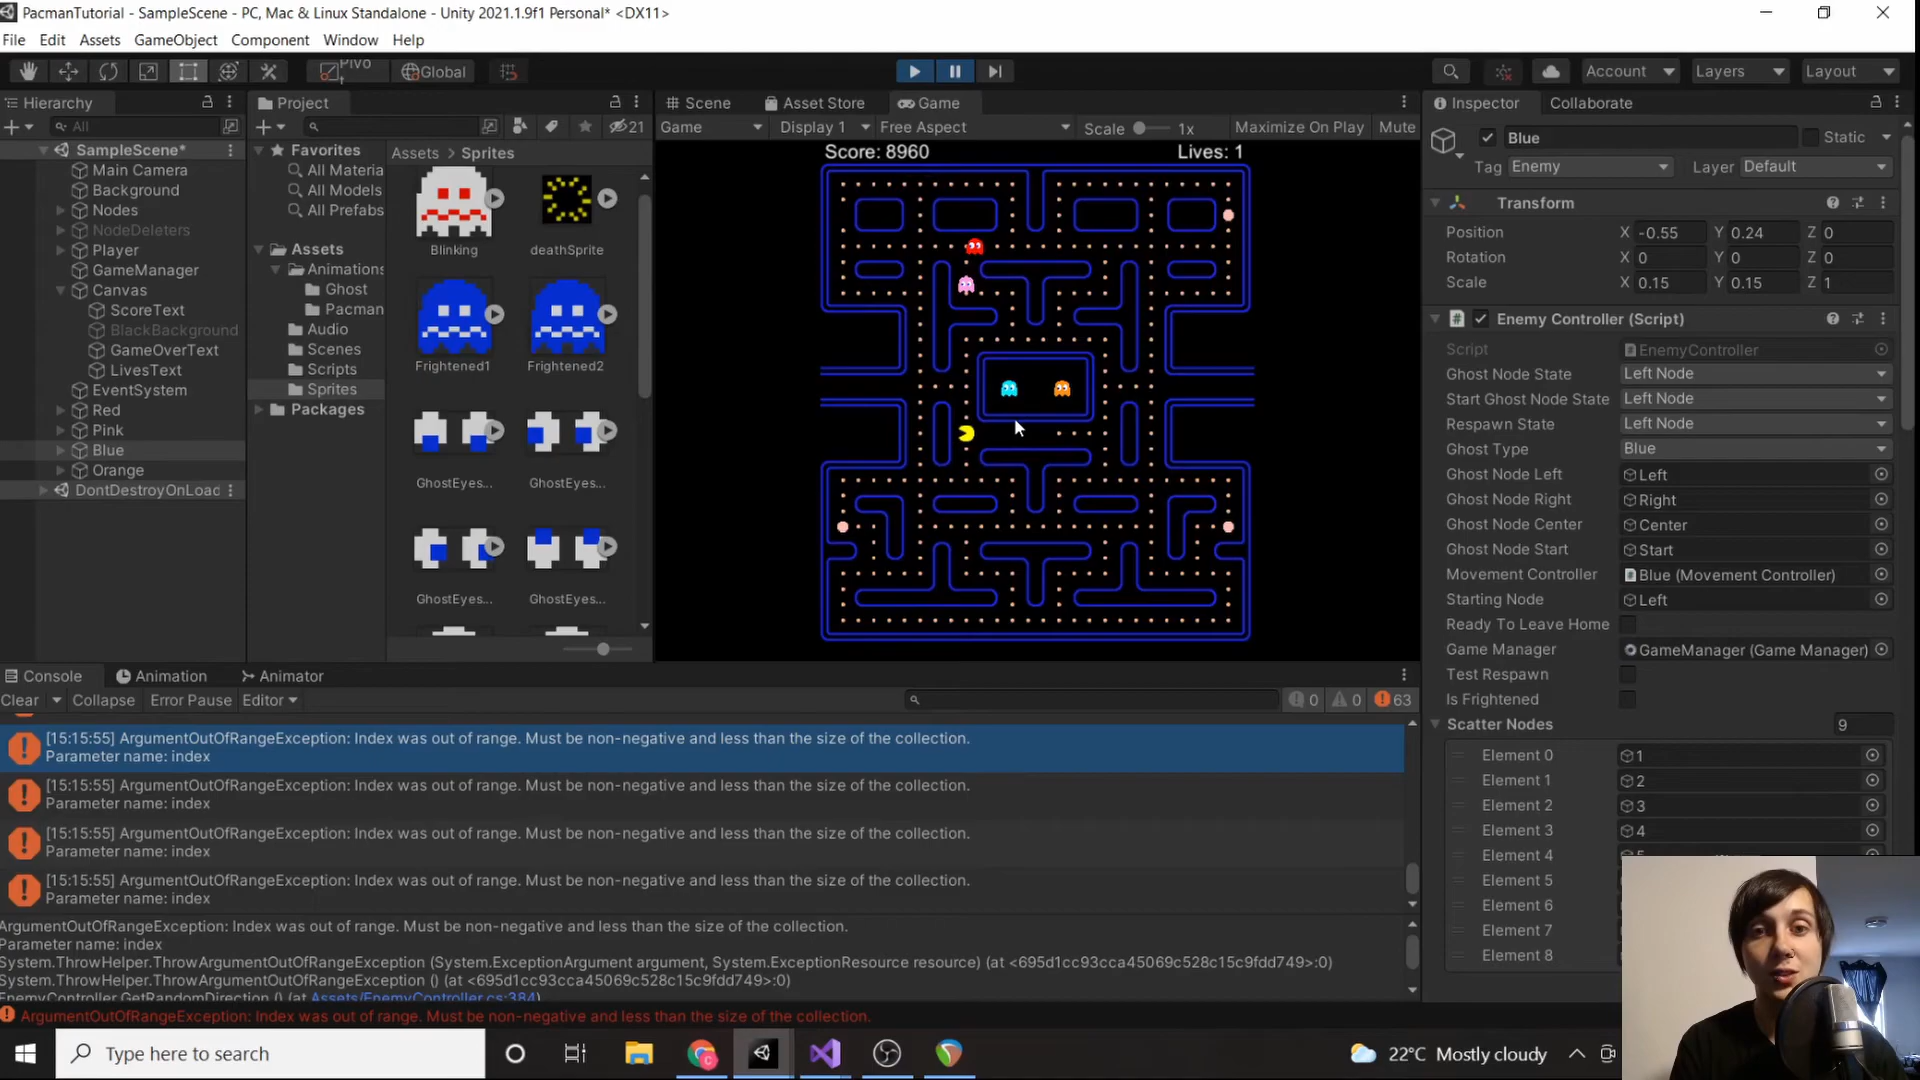 PacmanTutorial - SampleScene - PC, Mac & Linux Standalone - Unity 2021.1.9f1 Personal* <DX11>
File Edit Assets GameObject Component Window Help
Global
Account Layers Layout
Hierarchy
All
SampleScene*
Main Camera
Background
Nodes
NodeDeleters
Player
GameManager
Canvas
ScoreText
BlackBackground
GameOverText
LivesText
EventSystem
Red
Pink
Blue
Orange
DontDestroyOnLoad
Project
21
Favorites
All Materia
All Models
All Prefabs
Assets
Animations
Ghost
Pacman
Audio
Scenes
Scripts
Sprites
Packages
Assets > Sprites
Blinking deathSprite
Frightened1 Frightened2
GhostEyes... GhostEyes...
GhostEyes... GhostEyes...
Scene Asset Store Game
Game Display 1 Free Aspect Scale 1x Maximize On Play Mute
Score: 8960 Lives: 1
Inspector Collaborate
Blue Static
Tag Enemy Layer Default
Transform
Position X -0.55 Y 0.24 Z 0
Rotation X 0 Y 0 Z 0
Scale X 0.15 Y 0.15 Z 1
Enemy Controller (Script)
Script EnemyController
Ghost Node State Left Node
Start Ghost Node State Left Node
Respawn State Left Node
Ghost Type Blue
Ghost Node Left Left
Ghost Node Right Right
Ghost Node Center Center
Ghost Node Start Start
Movement Controller Blue (Movement Controller)
Starting Node Left
Ready To Leave Home
Game Manager GameManager (Game Manager)
Test Respawn
Is Frightened
Scatter Nodes 9
Element 0 1
Element 1 2
Element 2 3
Element 3 4
Element 4
Element 5
Element 6
Element 7
Element 8
Console Animation Animator
Clear Collapse Error Pause Editor 0 0 63
[15:15:55] ArgumentOutOfRangeException: Index was out of range. Must be non-negative and less than the size of the collection.
Parameter name: index
[15:15:55] ArgumentOutOfRangeException: Index was out of range. Must be non-negative and less than the size of the collection.
Parameter name: index
[15:15:55] ArgumentOutOfRangeException: Index was out of range. Must be non-negative and less than the size of the collection.
Parameter name: index
[15:15:55] ArgumentOutOfRangeException: Index was out of range. Must be non-negative and less than the size of the collection.
Parameter name: index
ArgumentOutOfRangeException: Index was out of range. Must be non-negative and less than the size of the collection.
Parameter name: index
System.ThrowHelper.ThrowArgumentOutOfRangeException (System.ExceptionArgument argument, System.ExceptionResource resource) (at <695d1cc93cca45069c528c15c9fdd749>:0)
System.ThrowHelper.ThrowArgumentOutOfRangeException () (at <695d1cc93cca45069c528c15c9fdd749>:0)
EnemyController.GetRandomDirection () (at Assets/EnemyController.cs:384)
ArgumentOutOfRangeException: Index was out of range. Must be non-negative and less than the size of the collection.
Type here to search
22°C Mostly cloudy